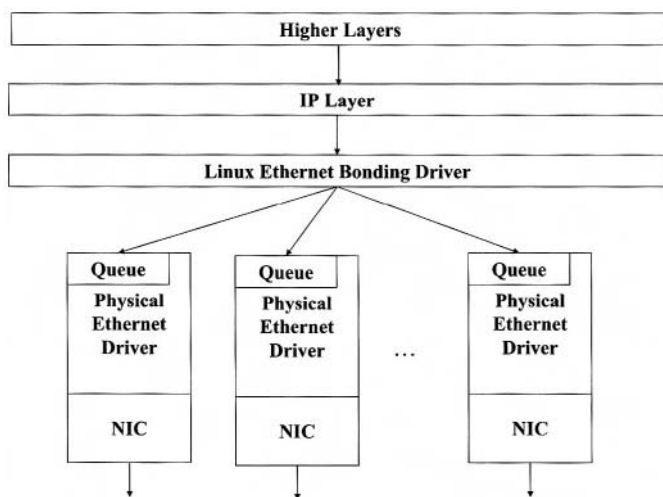 Higher Layers
IP Layer
Linux Ethernet Bonding Driver
Queue
Physical
Ethernet
Driver
NIC
Queue
Physical
Ethernet
Driver
NIC
...
Queue
Physical
Ethernet
Driver
NIC